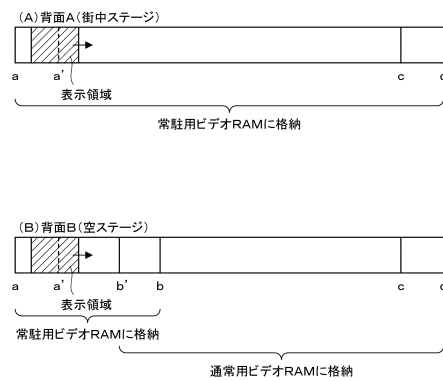 (A)背面A(街中ステージ)
a a' c d
表示領域
常駐用ビデオRAMに格納
(B)背面B(空ステージ)
a a' b' b c d
表示領域
常駐用ビデオRAMに格納
通常用ビデオRAMに格納